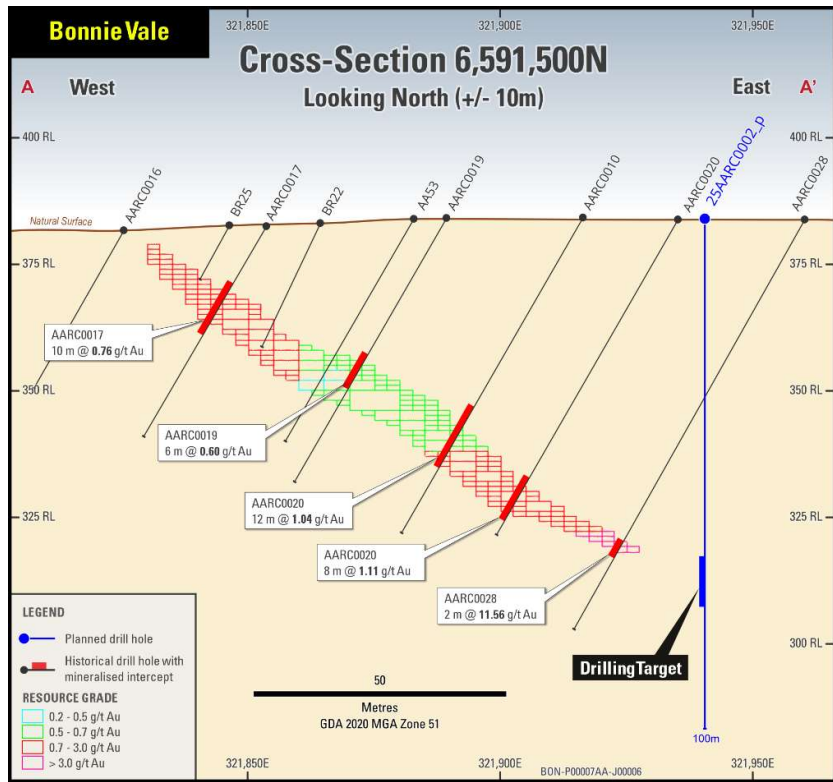 Bonnie Vale
321,850E
321,900E
321,950E
Cross-Section 6,591,500N
Looking North (+/- 10m)
A
West
East
A'
400 RL
400 RL
AARC0016
BR25
AARC0017
BR22
AA53
AARC0019
AARC0010
AARC0020
25AARC0002_p
AARC0028
Natural Surface
375 RL
375 RL
AARC0017
10 m @ 0.76 g/t Au
350 RL
350 RL
AARC0019
6 m @ 0.60 g/t Au
AARC0020
12 m @ 1.04 g/t Au
325 RL
325 RL
AARC0020
8 m @ 1.11 g/t Au
AARC0028
2 m @ 11.56 g/t Au
300 RL
DrillingTarget
LEGEND
Planned drill hole
Historical drill hole with
mineralised intercept
RESOURCE GRADE
0.2 - 0.5 g/t Au
0.5 - 0.7 g/t Au
0.7 - 3.0 g/t Au
> 3.0 g/t Au
50
Metres
GDA 2020 MGA Zone 51
100m
321,850E
321,900E
321,950E
BON-P00007AA-J00006